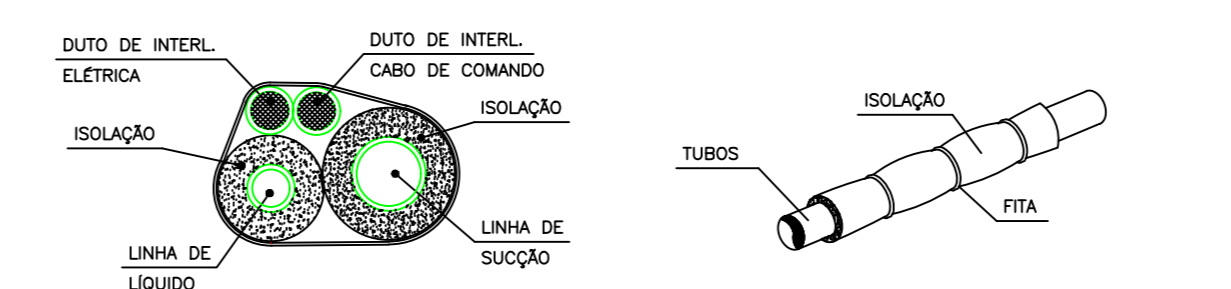 DUTO DE INTERL.
ELÉTRICA
DUTO DE INTERL.
CABO DE COMANDO
ISOLAÇÃO
ISOLAÇÃO
LINHA DE
LÍQUIDO
LINHA DE
SUCÇÃO
ISOLAÇÃO
TUBOS
FITA